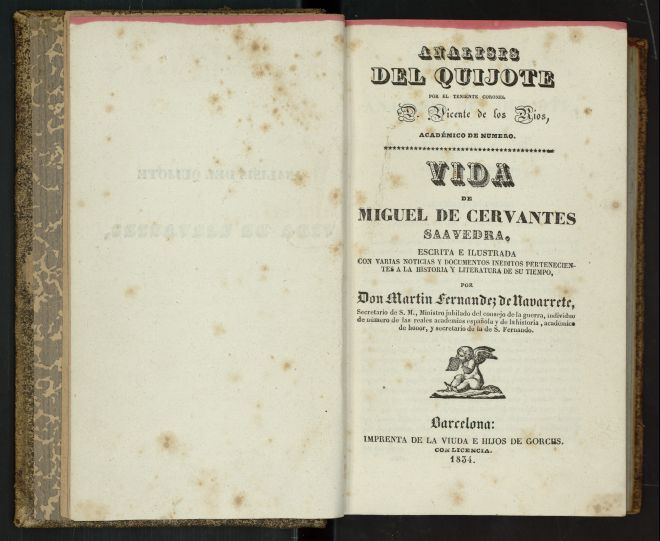 ANALISIS
DEL QUIJOTE
POR EL TENIENTE CORONEL
D. Vicente de los Rios,
ACADÉMICO DE NUMERO.
VIDA
DE
MIGUEL DE CERVANTES
SAAVEDRA,
ESCRITA E ILUSTRADA
CON VARIAS NOTICIAS Y DOCUMENTOS INEDITOS PERTENECIEN-
TES A LA HISTORIA Y LITERATURA DE SU TIEMPO,
POR
Don Martin Fernandez de Navarrete,
Secretario de S. M., Ministro jubilado del consejo de la guerra, individuo
de número de las reales academias española y de la historia, académico
de honor, y secretario de la de S. Fernando.
Barcelona:
IMPRENTA DE LA VIUDA E HIJOS DE GORCHS.
CON LICENCIA.
1834.